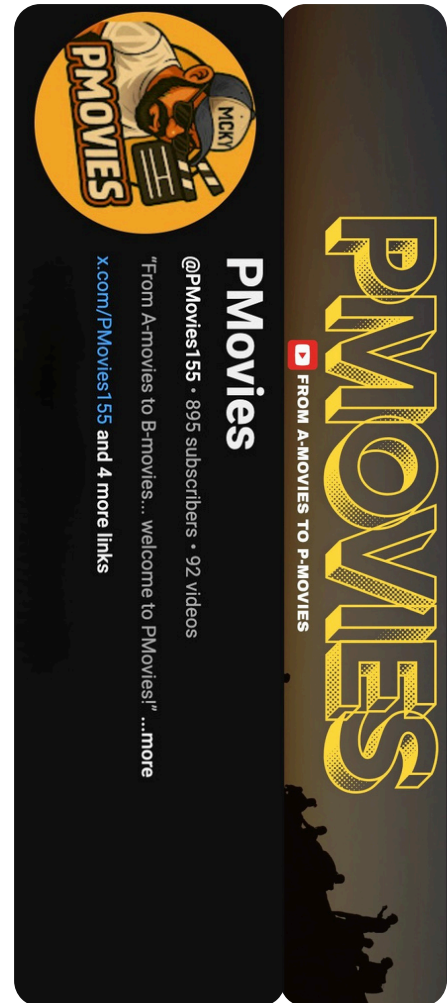 PMOVIES
FROM A-MOVIES TO P-MOVIES
MCKY
PMOVIES
PMovies
@PMovies155 • 895 subscribers • 92 videos
“From A-movies to B-movies... welcome to PMovies!” ...more
x.com/PMovies155 and 4 more links